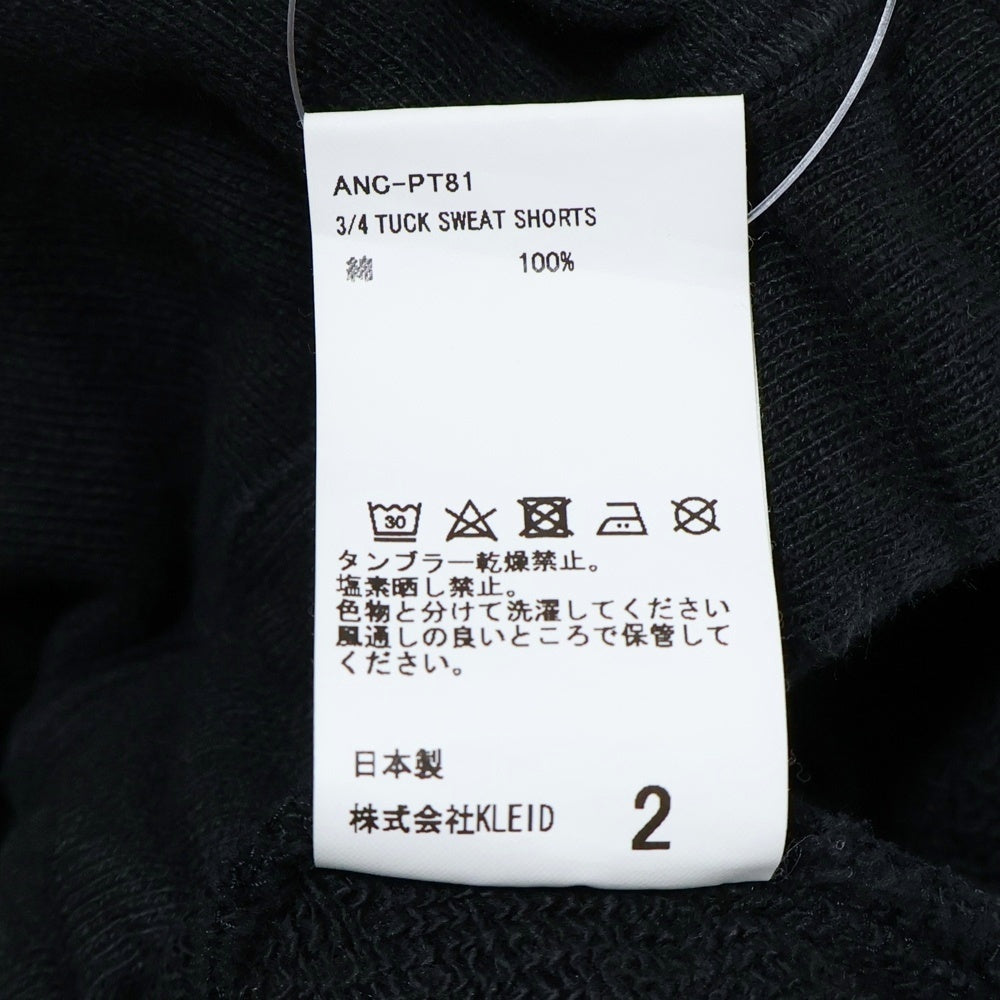 ANC-PT81
3/4 TUCK SWEAT SHORTS
綿 100%
30
タンブラー乾燥禁止。
塩素晒し禁止。
色物と分けて洗濯してください
風通しの良いところで保管して
ください。
日本製
株式会社KLEID
2